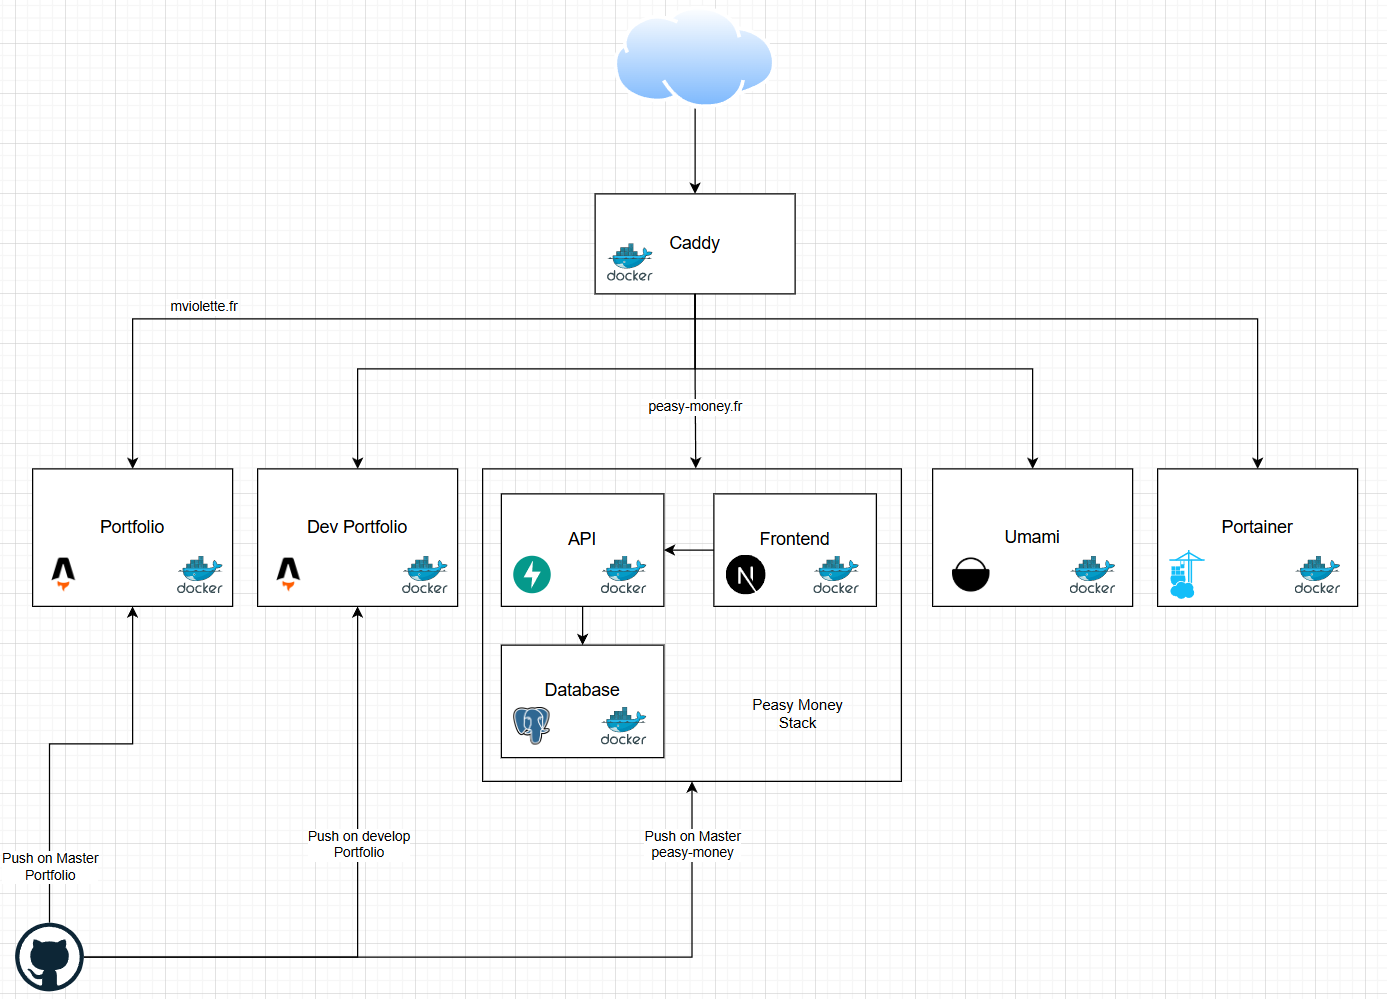 Caddy
docker
mviolette.fr
peasy-money.fr
Portfolio
docker
Dev Portfolio
docker
API
docker
Frontend
N
docker
Umami
docker
Portainer
docker
Database
docker
Peasy Money
Stack
Push on Master
Portfolio
Push on develop
Portfolio
Push on Master
peasy-money